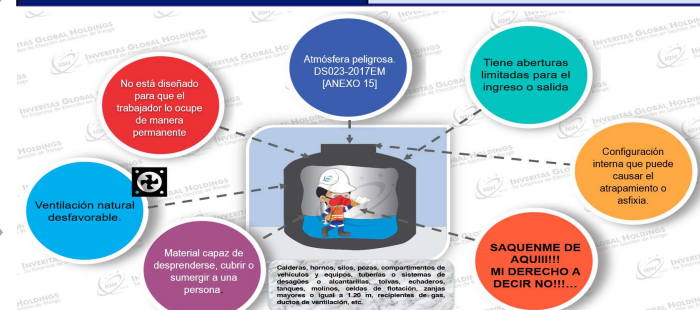 Atmósfera peligrosa.
DS023-2017EM
[ANEXO 15]
Tiene aberturas
limitadas para el
ingreso o salida
No está diseñado
para que el
trabajador lo ocupe
de manera
permanente
Configuración
interna que puede
causar el
atrapamiento o
asfixia.
Ventilación natural
desfavorable.
Material capaz de
desprenderse, cubrir o
sumergir a una
persona
SAQUENME DE
AQUIII!!!
MI DERECHO A
DECIR NO!!!...
Calderas, hornos, silos, pozas, compartimentos de
vehículos y equipos, tuberías o sistemas de
desagües o alcantarillas, tolvas, echaderos,
tanques, molinos, celdas de flotación, zanjas
mayores o igual a 1.20 m, recipientes de gas,
ductos de ventilación, etc.
INVERITAS GLOBAL HOLDINGS
IGH